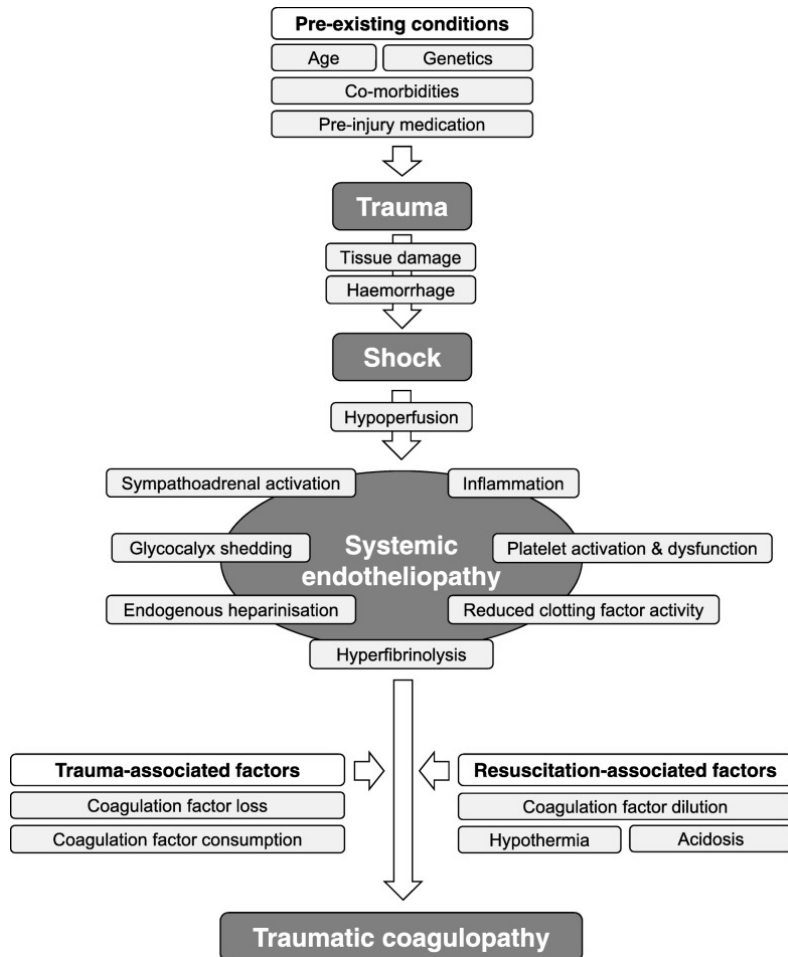 Pre-existing conditions
Age
Genetics
Co-morbidities
Pre-injury medication
Trauma
Tissue damage
Haemorrhage
Shock
Hypoperfusion
Sympathoadrenal activation
Inflammation
Glycocalyx shedding
Systemic
endotheliopathy
Platelet activation & dysfunction
Endogenous heparinisation
Reduced clotting factor activity
Hyperfibrinolysis
Trauma-associated factors
Coagulation factor loss
Coagulation factor consumption
Resuscitation-associated factors
Coagulation factor dilution
Hypothermia
Acidosis
Traumatic coagulopathy